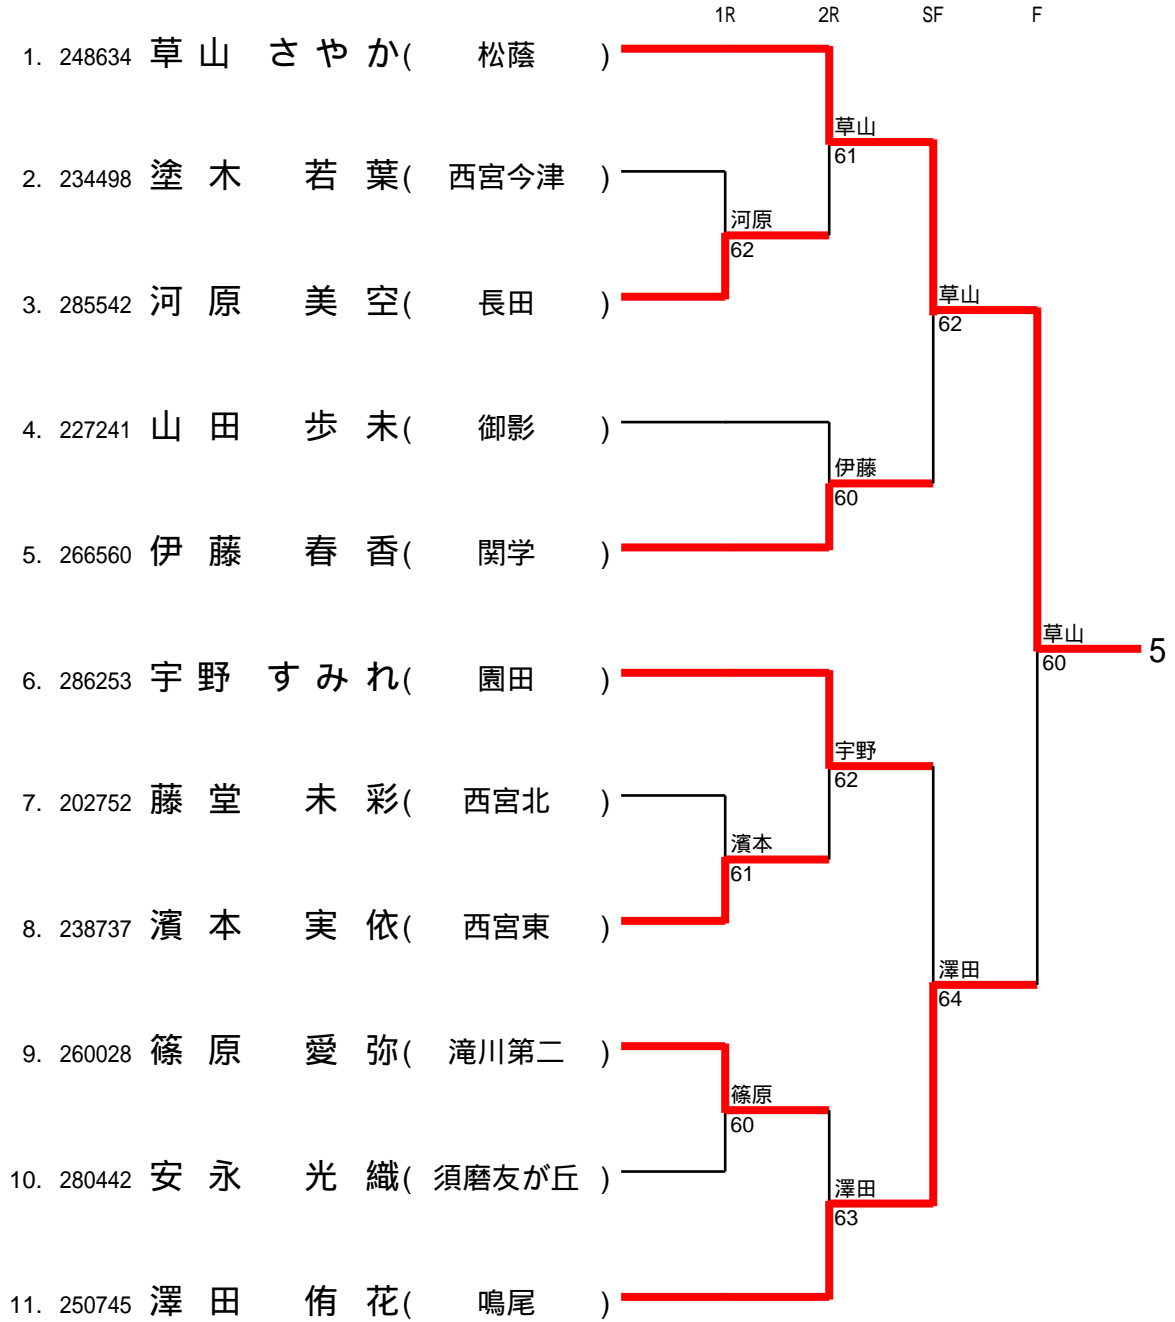 1R 2R SF F
1. 248634 草山 さやか( 松蔭 )
草山
61
2. 234498 塗木 若葉( 西宮今津 )
河原
62
3. 285542 河原 美空( 長田 )
草山
62
4. 227241 山田 歩未( 御影 )
伊藤
60
5. 266560 伊藤 春香( 関学 )
草山
60
5
6. 286253 宇野 すみれ( 園田 )
宇野
62
7. 202752 藤堂 未彩( 西宮北 )
濱本
61
8. 238737 濱本 実依( 西宮東 )
澤田
64
9. 260028 篠原 愛弥( 滝川第二 )
篠原
60
10. 280442 安永 光織( 須磨友が丘 )
澤田
63
11. 250745 澤田 侑花( 鳴尾 )